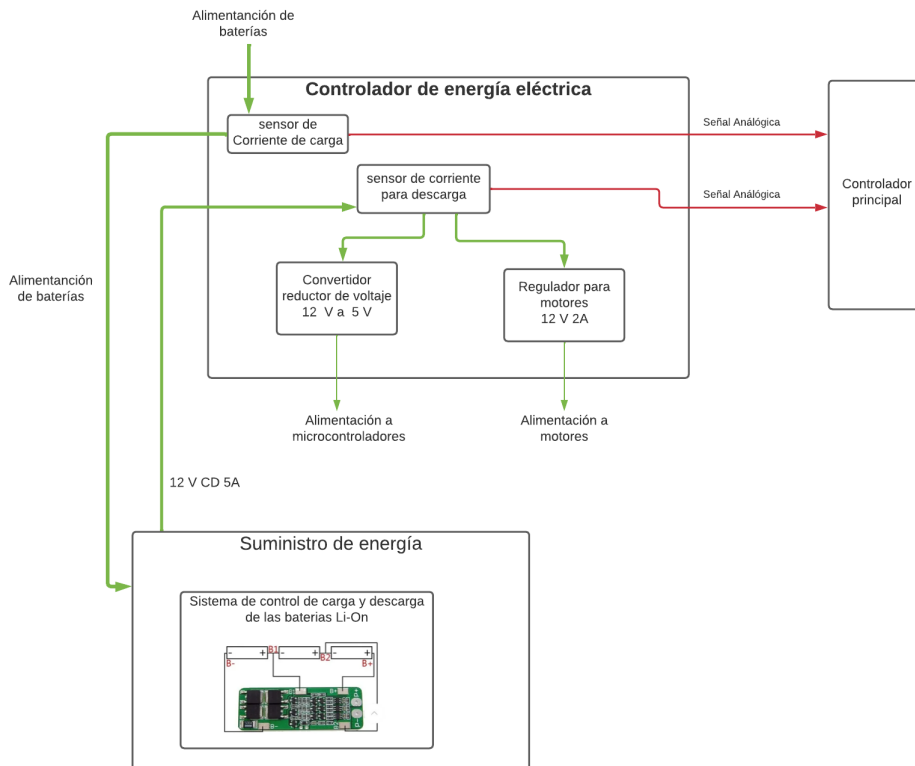 Alimentanción de
baterías
Controlador de energía eléctrica
sensor de
Corriente de carga
Señal Análógica
sensor de corriente
para descarga
Señal Análógica
Controlador
principal
Alimentanción
de baterías
Convertidor
reductor de voltaje
12 V a 5 V
Regulador para
motores
12 V 2A
Alimentación a
microcontroladores
Alimentación a
motores
12 V CD 5A
Suministro de energía
Sistema de control de carga y descarga
de las baterias Li-On
- + B1 - + - +
B- B2 B+
P+
P-